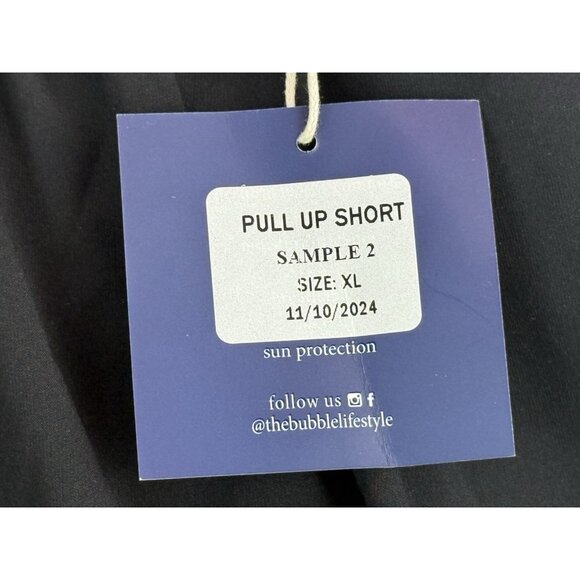 PULL UP SHORT
SAMPLE 2
SIZE: XL
11/10/2024
sun protection
follow us
@thebubblelifestyle